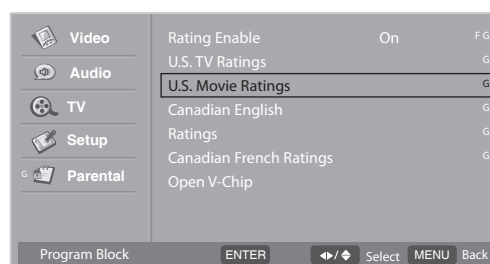 Video
Audio
TV
Setup
G Parental
Rating Enable On F G
U.S. TV Ratings G
U.S. Movie Ratings G
Canadian English G
Ratings G
Canadian French Ratings G
Open V-Chip
Program Block ENTER / Select MENU Back